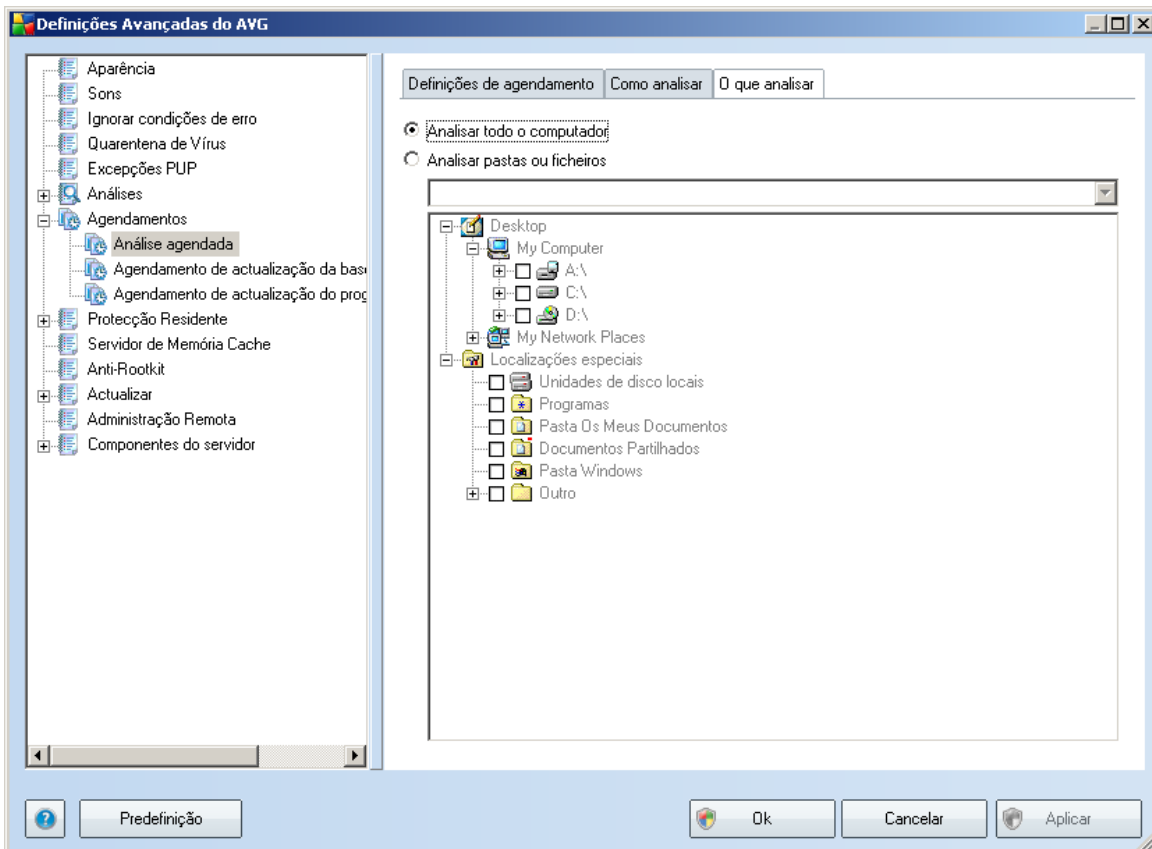 Definições Avançadas do AVG
Aparência
Sons
Ignorar condições de erro
Quarentena de Vírus
Excepções PUP
Análises
Agendamentos
Análise agendada
Agendamento de actualização da bas
Agendamento de actualização do prog
Protecção Residente
Servidor de Memória Cache
Anti-Rootkit
Actualizar
Administração Remota
Componentes do servidor
Definições de agendamento Como analisar O que analisar
Analisar todo o computador
Analisar pastas ou ficheiros
Desktop
My Computer
A:\
C:\
D:\
My Network Places
Localizações especiais
Unidades de disco locais
Programas
Pasta Os Meus Documentos
Documentos Partilhados
Pasta Windows
Outro
Predefinição Ok Cancelar Aplicar